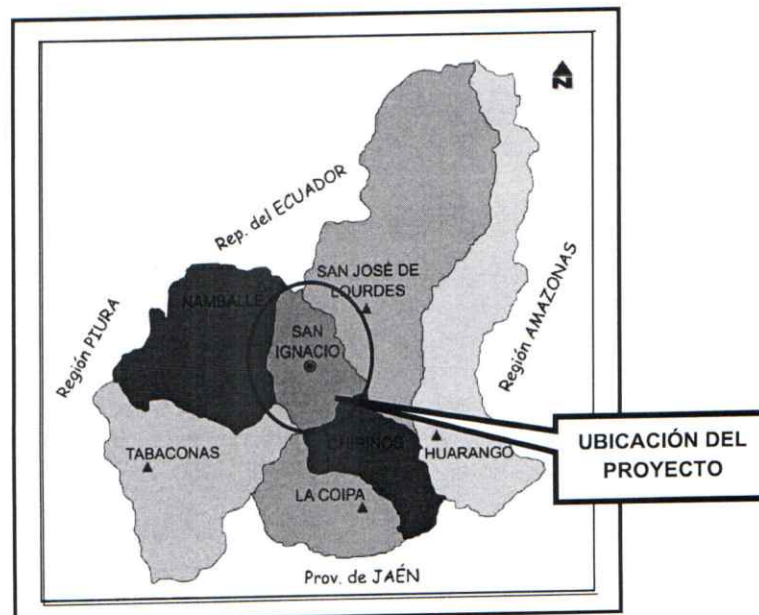 N
Rep. del ECUADOR
SAN JOSÉ DE
LOURDES
NAMBALLE
SAN
IGNACIO
Región PIURA
Región AMAZONAS
CHIRINOS
TABACONAS
HUARANGO
UBICACIÓN DEL
PROYECTO
LA COIPA
Prov. de JAÉN